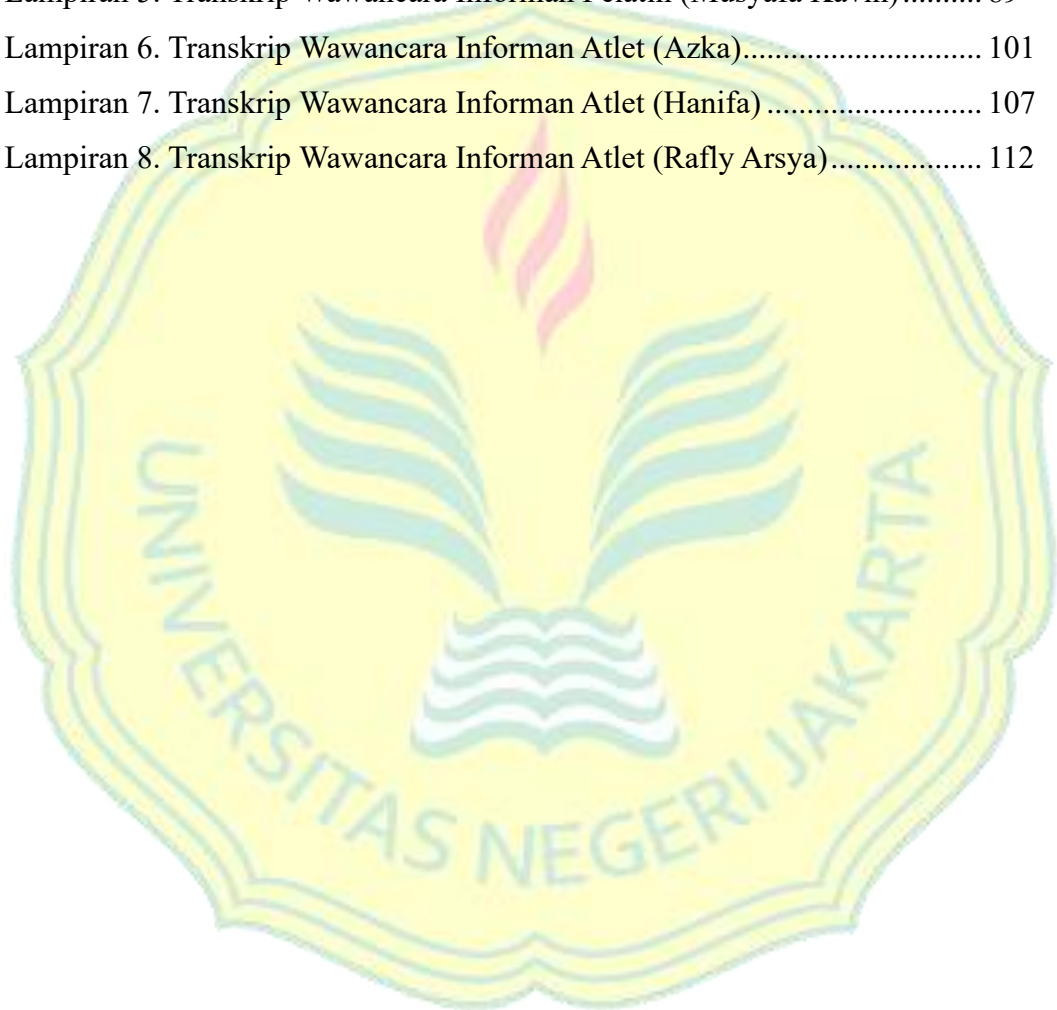 Lampiran 6. Transkrip Wawancara Informan Atlet (Azka)............................ 101
Lampiran 7. Transkrip Wawancara Informan Atlet (Hanifa)......................... 107
Lampiran 8. Transkrip Wawancara Informan Atlet (Rafly Arsya).................. 112
UNIVERSITAS NEGERI JAKARTA